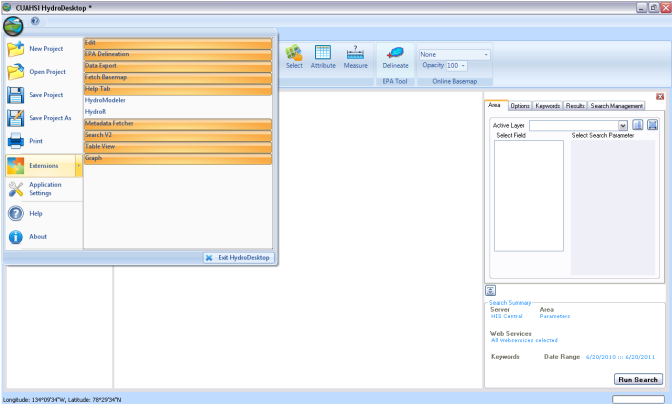 CUAHSI HydroDesktop *
New Project
Open Project
Save Project
Save Project As
Print
Extensions
Application
Settings
Help
About
Edit
EPA Delineation
Data Export
Fetch Basemap
Help Tab
HydroModeler
HydroR
Metadata Fetcher
Search V2
Table View
Graph
Exit HydroDesktop
Select
Attribute
Measure
Delineate
EPA Tool
None
Opacity 100
Online Basemap
Area
Options
Keywords
Results
Search Management
Active Layer
Select Field
Select Search Parameter
Search Summary
Server
Area
HIS Central
Parameters
Web Services
All Webservices selected
Keywords
Date Range
6/20/2010 ::: 6/20/2011
Run Search
Longitude: 134°09'34"W, Latitude: 78°29'34"N